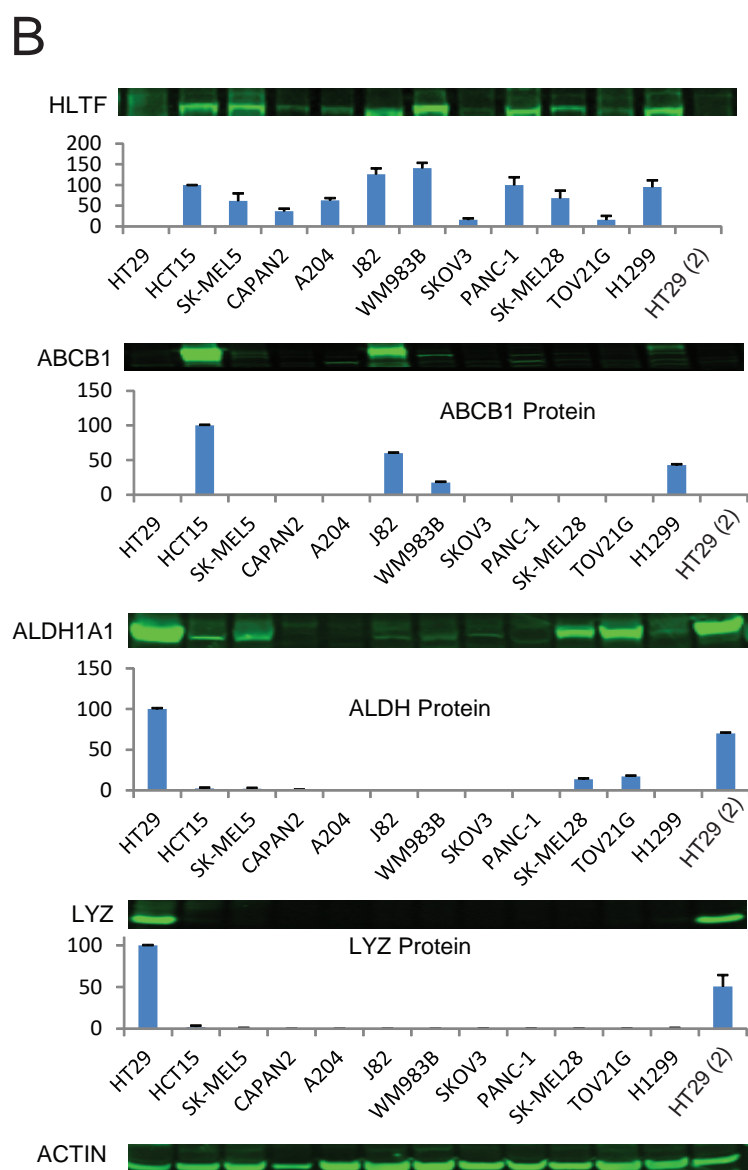 B
HLTF
200
150
100
50
0
HT29 HCT15 SK-MEL5 CAPAN2 A204 J82 WM983B SKOV3 PANC-1 SK-MEL28 TOV21G H1299 HT29 (2)
ABCB1
ABCB1 Protein
150
100
50
0
HT29 HCT15 SK-MEL5 CAPAN2 A204 J82 WM983B SKOV3 PANC-1 SK-MEL28 TOV21G H1299 HT29 (2)
ALDH1A1
ALDH Protein
150
100
50
0
HT29 HCT15 SK-MEL5 CAPAN2 A204 J82 WM983B SKOV3 PANC-1 SK-MEL28 TOV21G H1299 HT29 (2)
LYZ
LYZ Protein
100
50
0
HT29 HCT15 SK-MEL5 CAPAN2 A204 J82 WM983B SKOV3 PANC-1 SK-MEL28 TOV21G H1299 HT29 (2)
ACTIN